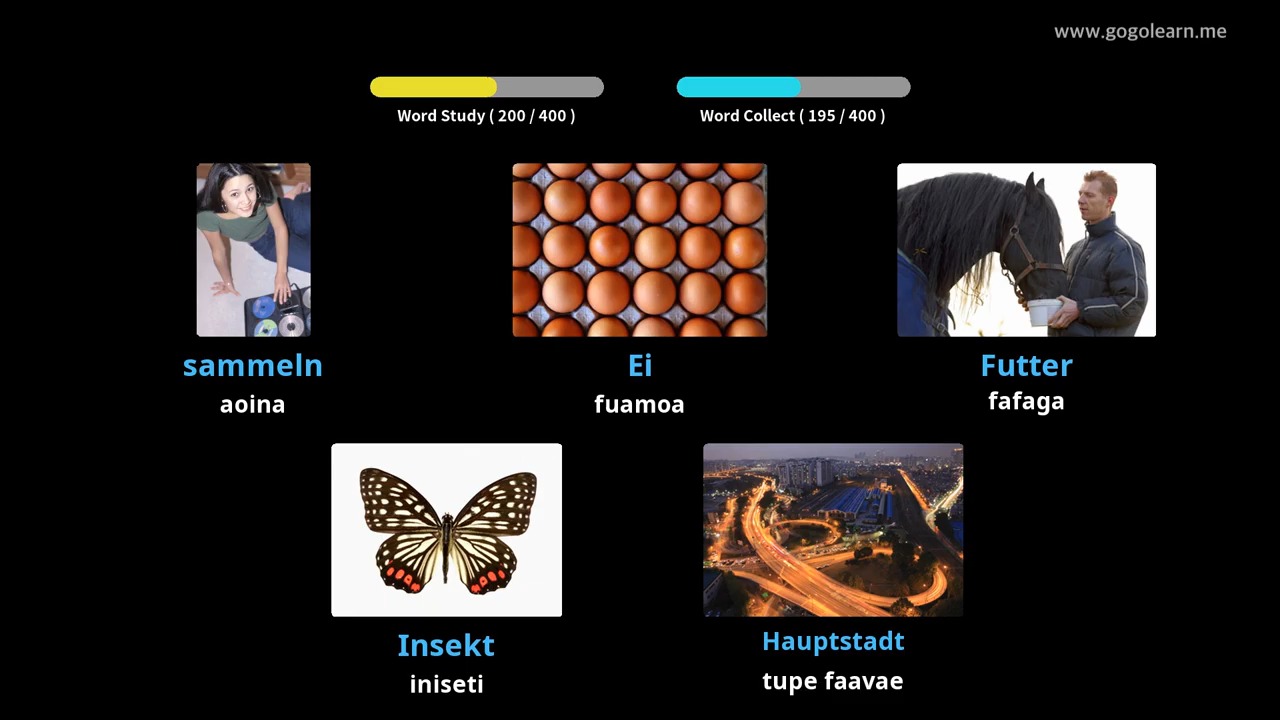 www.gogolearn.me
Word Study ( 200 / 400 )
Word Collect ( 195 / 400 )
sammeln
aoina
Ei
fuamoa
Futter
fafaga
Insekt
iniseti
Hauptstadt
tupe faavae